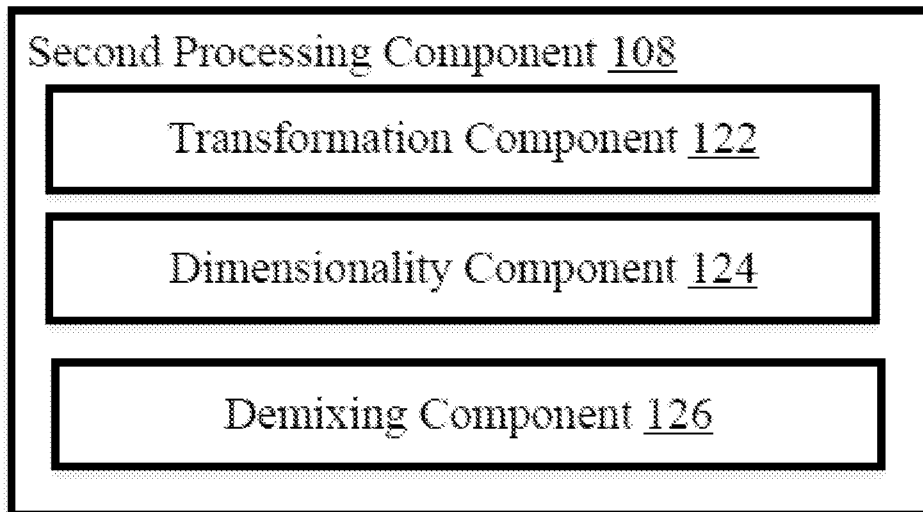 Second Processing Component 108
Transformation Component 122
Dimensionality Component 124
Demixing Component 126